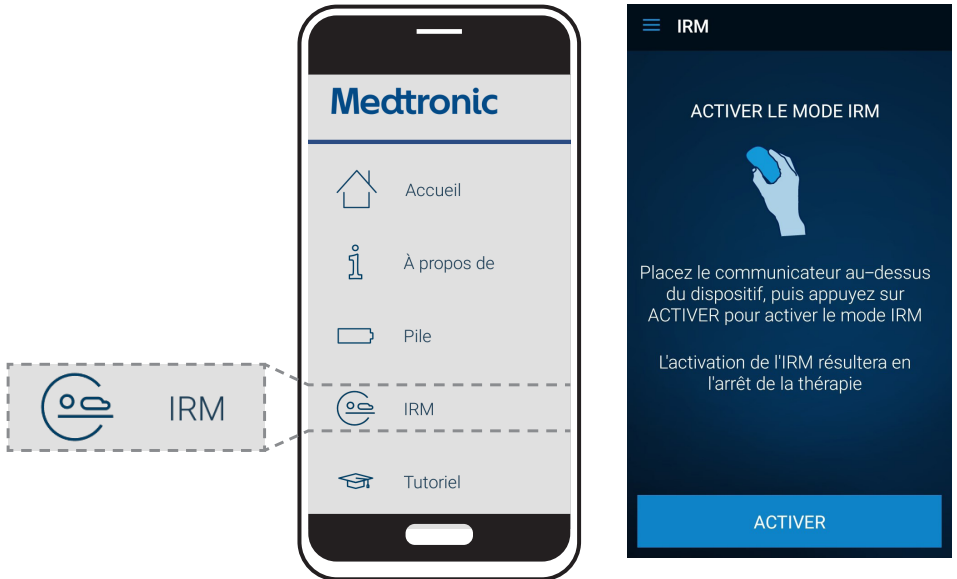 Medtronic
Accueil
À propos de
Pile
IRM
IRM
Tutoriel
IRM
ACTIVER LE MODE IRM
Placez le communicateur au-dessus
du dispositif, puis appuyez sur
ACTIVER pour activer le mode IRM
L'activation de l'IRM résultera en
l'arrêt de la thérapie
ACTIVER